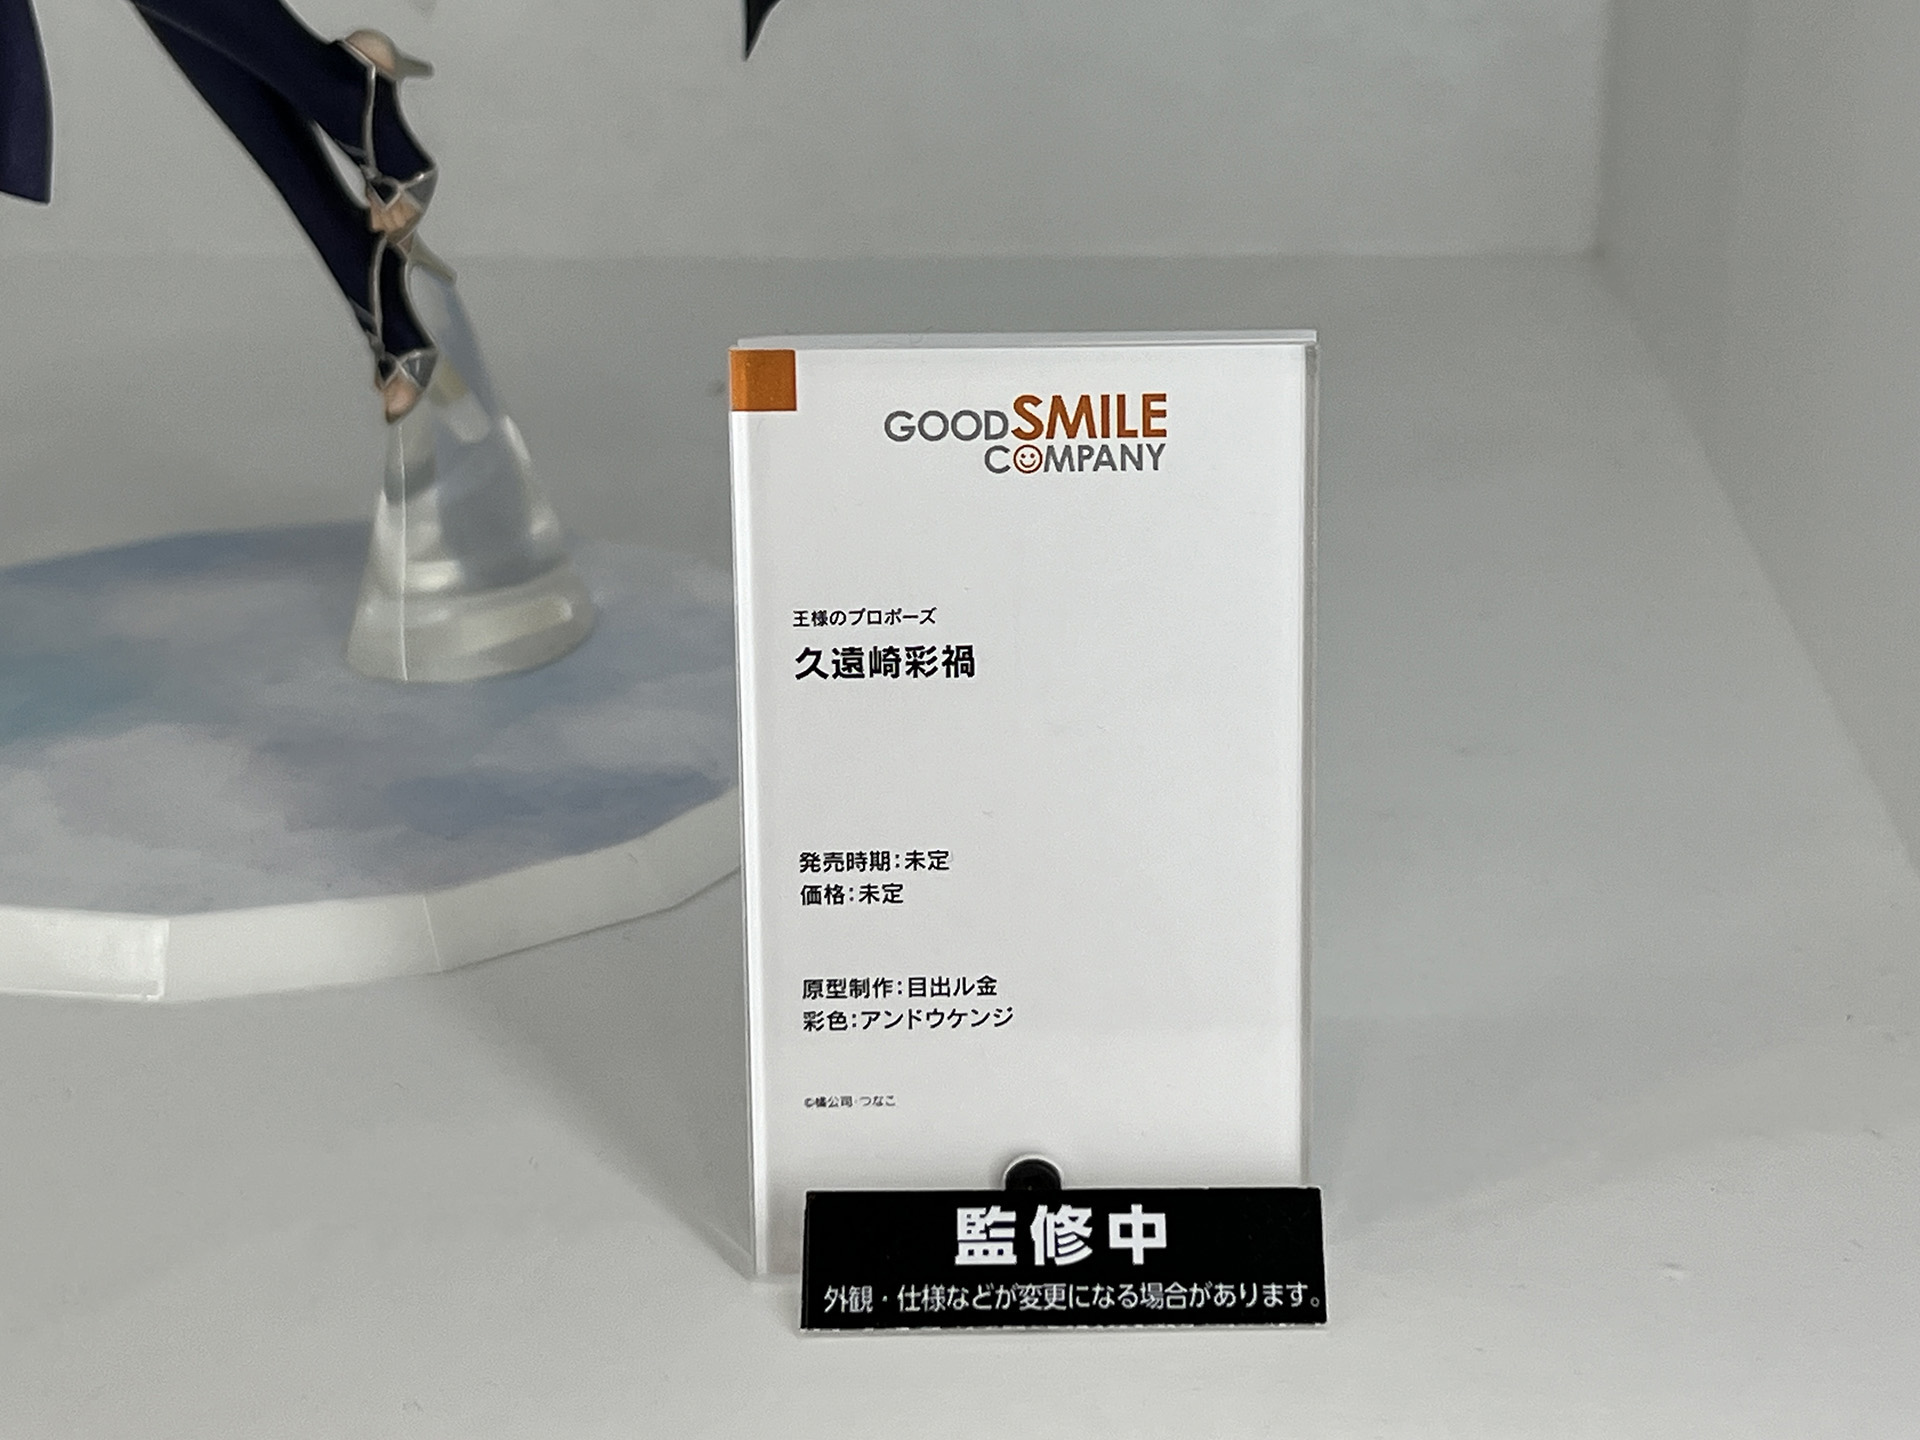 GOODSMILE
COMPANY
王様のプロポーズ
久遠崎彩禍
発売時期：未定
価格：未定
原型制作：目出ル金
彩色：アンドウケンジ
©橘公司・つなこ
監修中
外観・仕様などが変更になる場合があります。